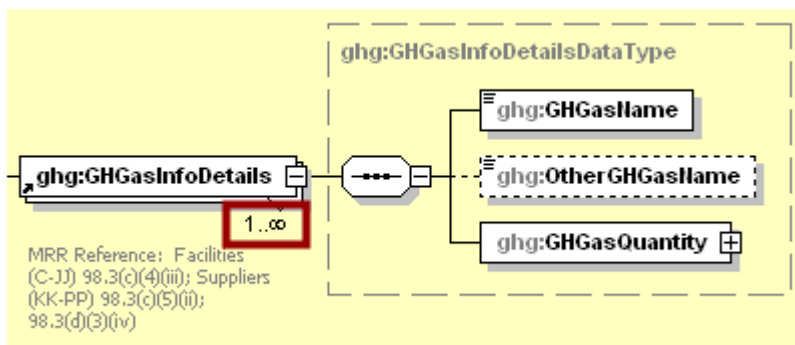 ghg:GHGasInfoDetailsDataType
ghg:GHGasName
ghg:GHGasInfoDetails
ghg:OtherGHGasName
1..∞
ghg:GHGasQuantity
MRR Reference: Facilities
(C-JJ) 98.3(c)(4)(iii); Suppliers
(KK-PP) 98.3(c)(5)(ii);
98.3(d)(3)(iv)